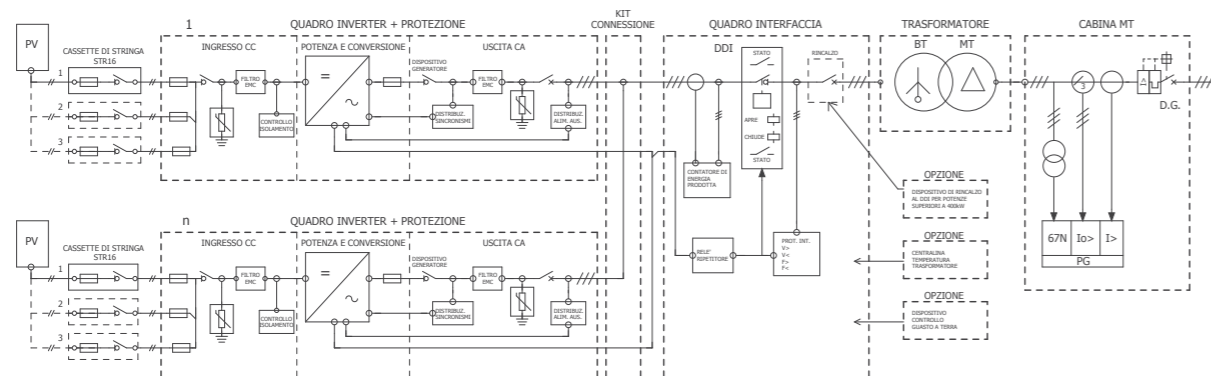 1
QUADRO INVERTER + PROTEZIONE
KIT
CONNESSIONE
QUADRO INTERFACCIA
TRASFORMATORE
CABINA MT
PV
CASSETTE DI STRINGA
STR16
1
2
3
INGRESSO CC
FILTRO
EMC
CONTROLLO
ISOLAMENTO
POTENZA E CONVERSIONE
USCITA CA
DISPOSITIVO
GENERATORE
FILTRO
EMC
DISTRIBUZ.
SINCRONISMI
DISTRIBUZ.
ALIM. AUS.
DDI
STATO
APRE
CHIUDE
STATO
RINCALZO
CONTATORE DI
ENERGIA
PRODOTTA
RELE'
RIPETITORE
PROT. INT.
V>
V<
F>
F<
BT
MT
OPZIONE
DISPOSITIVO DI RINCALZO
AL DDI PER POTENZE
SUPERIORI A 400kW
OPZIONE
CENTRALINA
TEMPERATURA
TRASFORMATORE
OPZIONE
DISPOSITIVO
CONTROLLO
GUASTO A TERRA
3
D.G.
67N
Io>
I>
PG
n
QUADRO INVERTER + PROTEZIONE
PV
CASSETTE DI STRINGA
STR16
1
2
3
INGRESSO CC
FILTRO
EMC
CONTROLLO
ISOLAMENTO
POTENZA E CONVERSIONE
USCITA CA
DISPOSITIVO
GENERATORE
FILTRO
EMC
DISTRIBUZ.
SINCRONISMI
DISTRIBUZ.
ALIM. AUS.